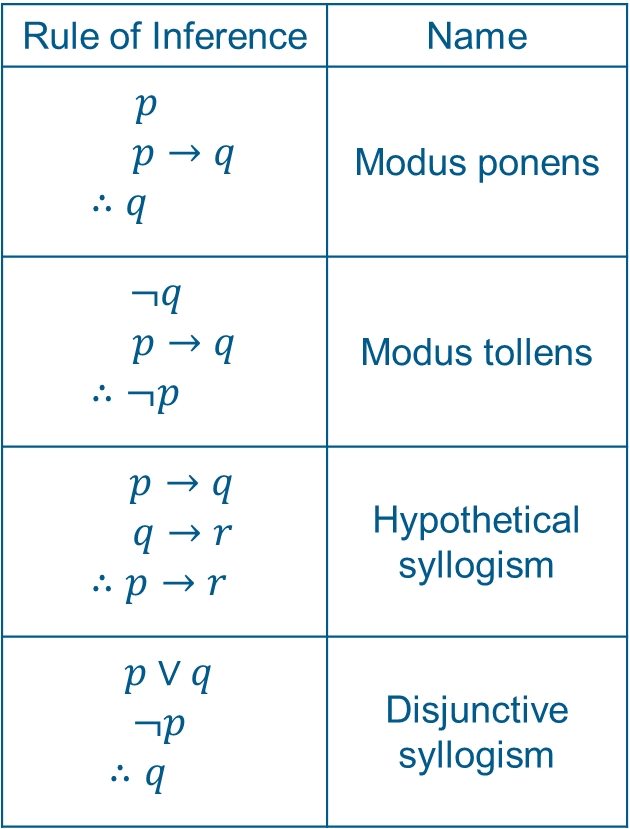 Rule of Inference
Name
𝑝
𝑝 → 𝑞
∴ 𝑞
Modus ponens
¬𝑞
𝑝 → 𝑞
∴ ¬𝑝
Modus tollens
𝑝 → 𝑞
𝑞 → 𝑟
∴ 𝑝 → 𝑟
Hypothetical
syllogism
𝑝 ∨ 𝑞
¬𝑝
∴ 𝑞
Disjunctive
syllogism